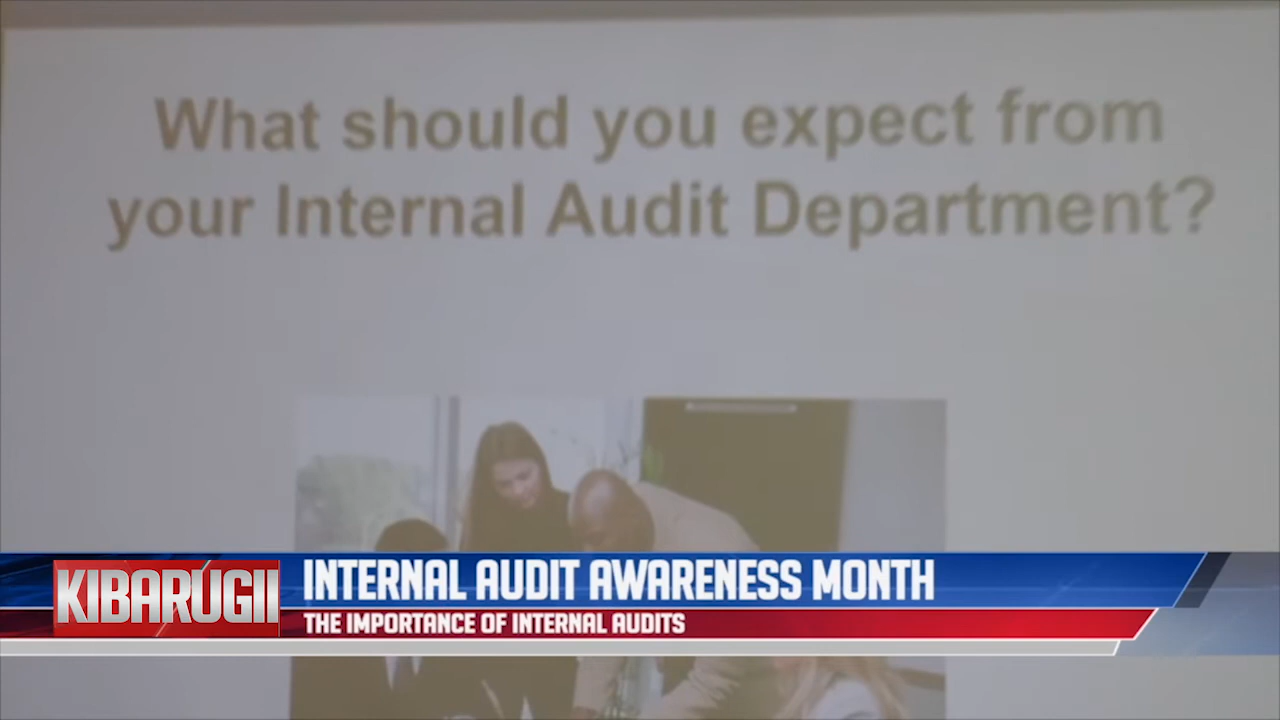 What should you expect from
your Internal Audit Department?
KIBARUGII
INTERNAL AUDIT AWARENESS MONTH
THE IMPORTANCE OF INTERNAL AUDITS